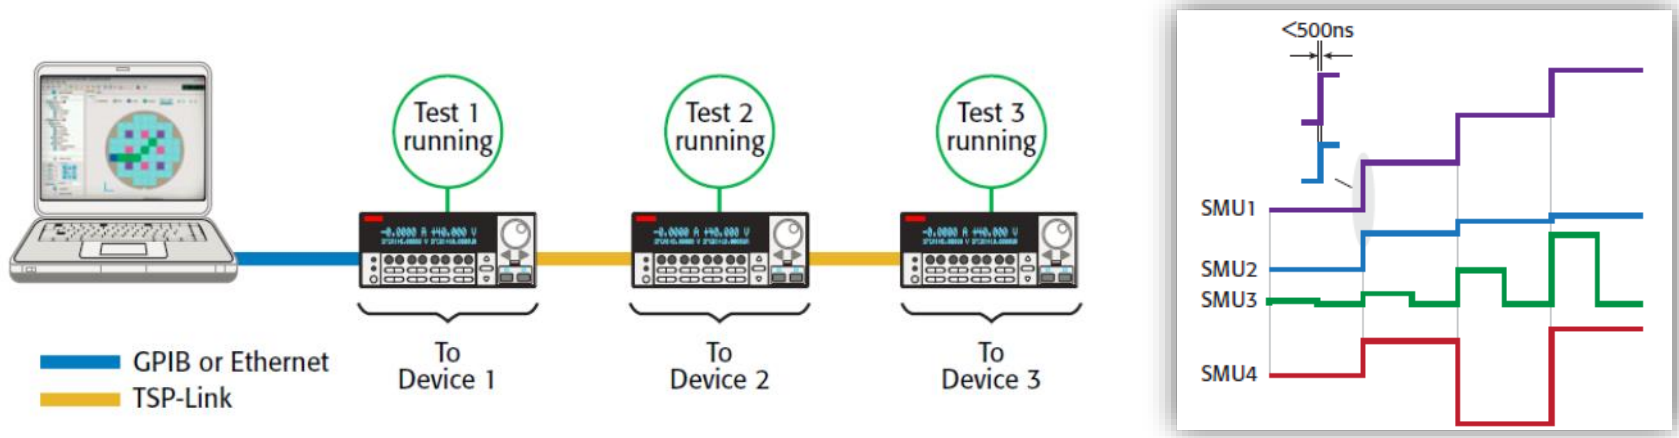 Test 1
running
Test 2
running
Test 3
running
To
Device 1
To
Device 2
To
Device 3
GPIB or Ethernet
TSP-Link
<500ns
SMU1
SMU2
SMU3
SMU4